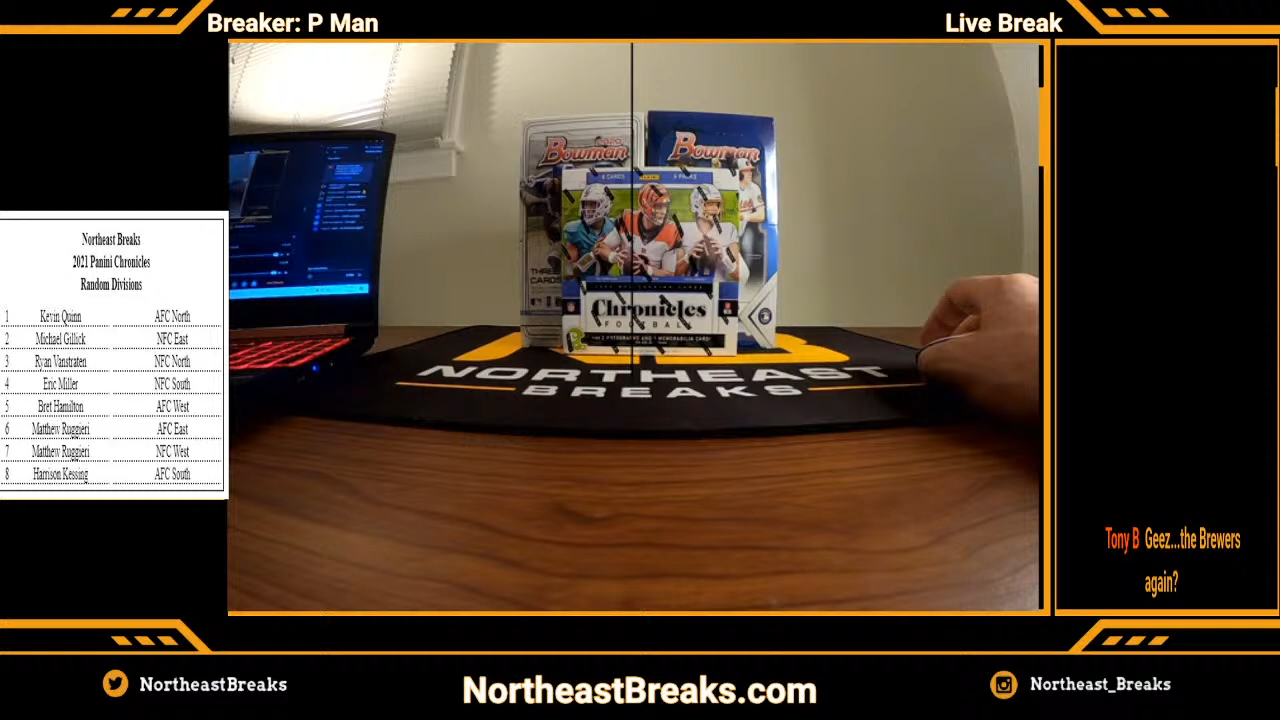 Breaker: P Man
Live Break
Northeast Breaks
2021 Panini Chronicles
Random Divisions
1 Kevin Quinn AFC North
2 Michael Gillick NFC East
3 Ryan Vanstraten NFC North
4 Eric Miller NFC South
5 Bret Hamilton AFC West
6 Matthew Ruggieri AFC East
7 Matthew Ruggieri NFC West
8 Harrison Kessing AFC South
Bowman
Bowman
Chronicles
FOOTBALL
NORTHEAST
BREAKS
Tony B Geez...the Brewers
again?
NortheastBreaks
NortheastBreaks.com
Northeast_Breaks